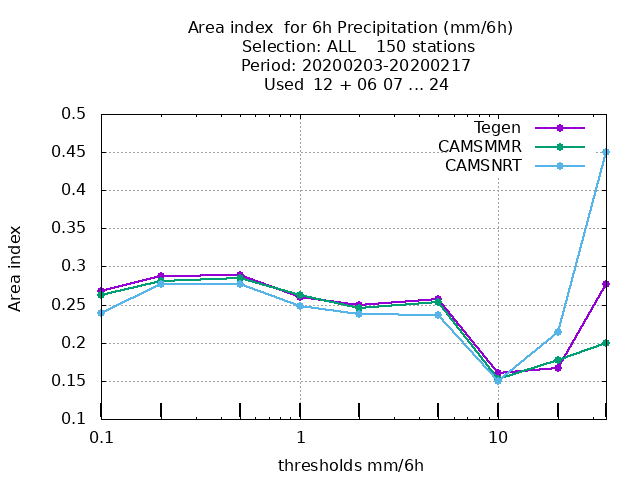 Area index  for 6h Precipitation (mm/6h)
Selection: ALL    150 stations
Period: 20200203-20200217
Used  12 + 06 07 ... 24
0.5
0.45
0.4
0.35
0.3
0.25
0.2
0.15
0.1
Area index
Tegen
CAMSMMR
CAMSNRT
0.1
1
10
thresholds mm/6h